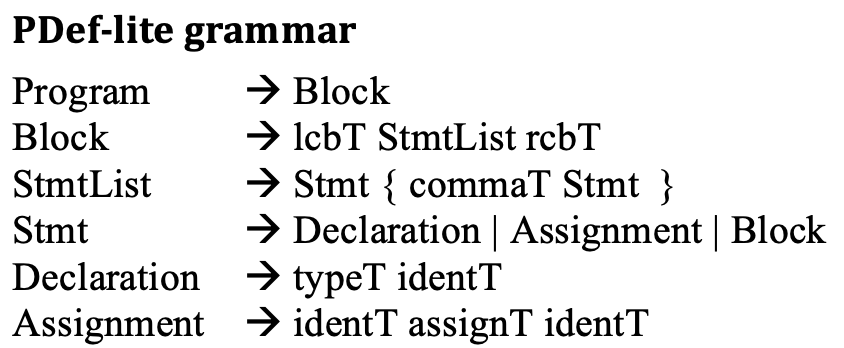 PDef-lite grammar
Program → Block
Block → lcbT StmtList rcbT
StmtList → Stmt { commaT Stmt }
Stmt → Declaration | Assignment | Block
Declaration → typeT identT
Assignment → identT assignT identT